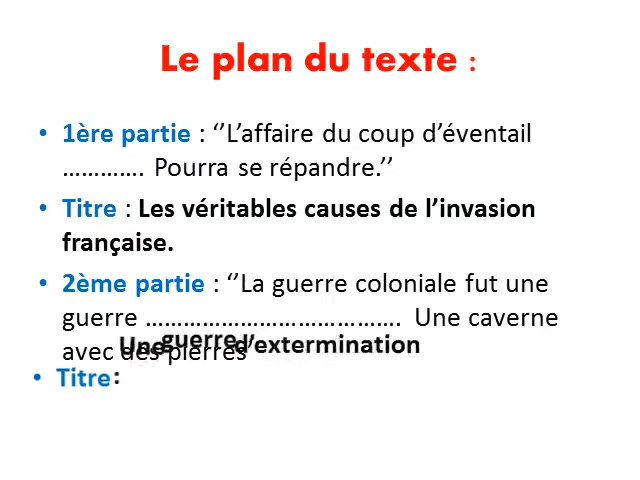 Le plan du texte :
• 1ère partie : ‘’L’affaire du coup d’éventail
…………. Pourra se répandre.’’
• Titre : Les véritables causes de l’invasion
française.
• 2ème partie : ‘’La guerre coloniale fut une
guerre …………………………………. Une caverne
avec des pierres’’
Une guerre d’extermination
• Titre :